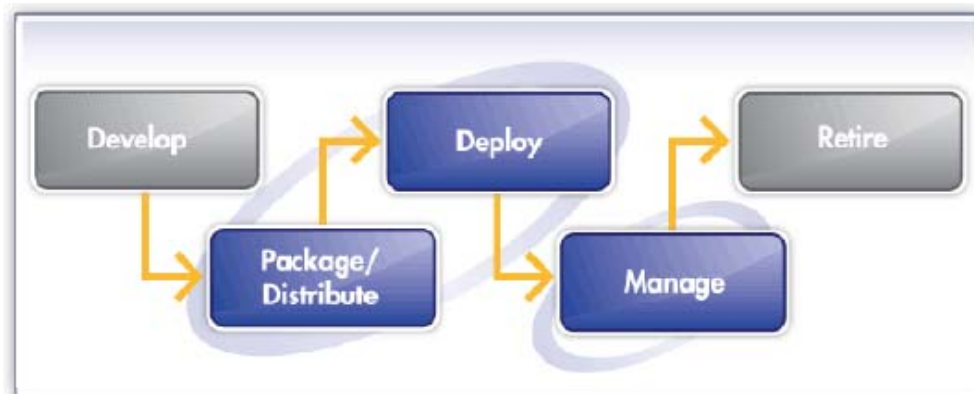 Develop
Package/
Distribute
Deploy
Manage
Retire